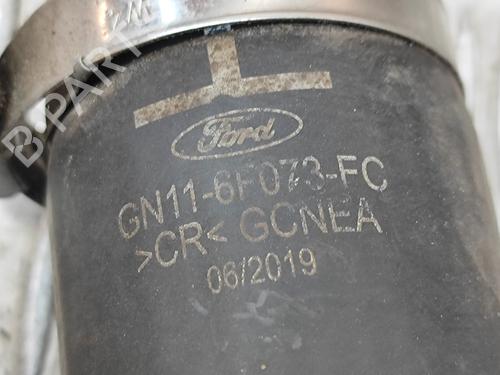 B-PARTS
Ford
GN11-6F073-FC
>CR< GCNEA
06/2019